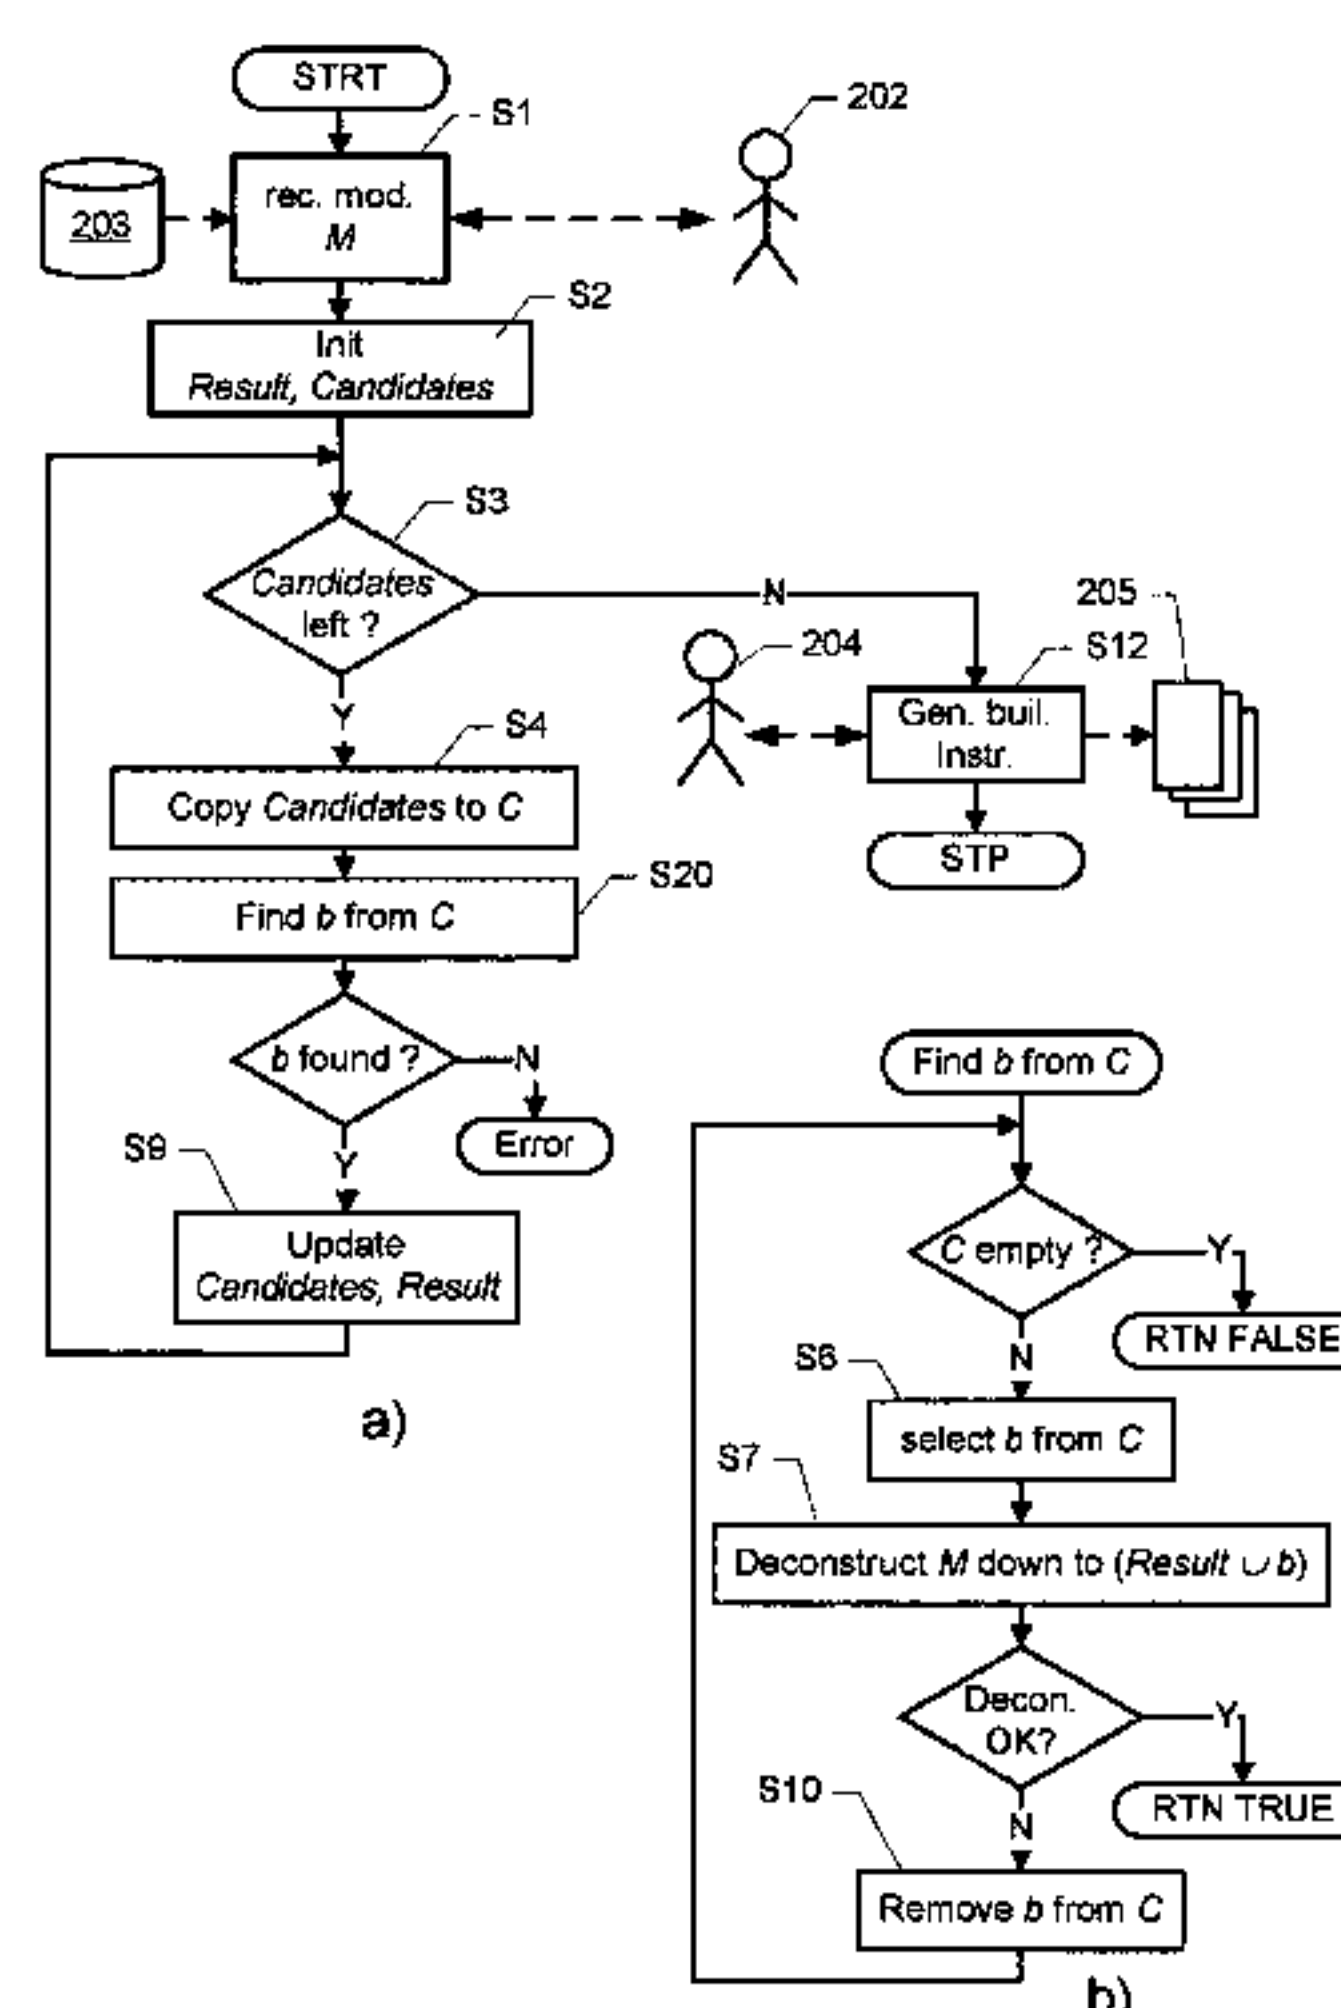 STRT
S1
202
203
rec. mod.
M
S2
Init
Result, Candidates
S3
Candidates
left ?
N
205
204
S12
Gen. buil.
Instr.
Y
S4
STP
Copy Candidates to C
S20
Find b from C
b found ?
N
Error
S9
Y
Update
Candidates, Result
a)
Find b from C
C empty ?
Y
RTN FALSE
N
S6
select b from C
S7
Deconstruct M down to (Result ∪ b)
Decon.
OK?
Y
RTN TRUE
S10
N
Remove b from C
b)